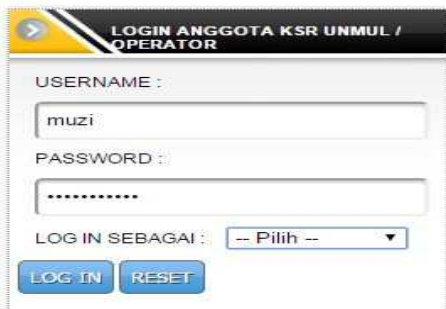 LOGIN ANGGOTA KSR UNMUL /
OPERATOR
USERNAME :
muzi
PASSWORD :
•••••••••••
LOG IN SEBAGAI : -- Pilih --
LOG IN RESET